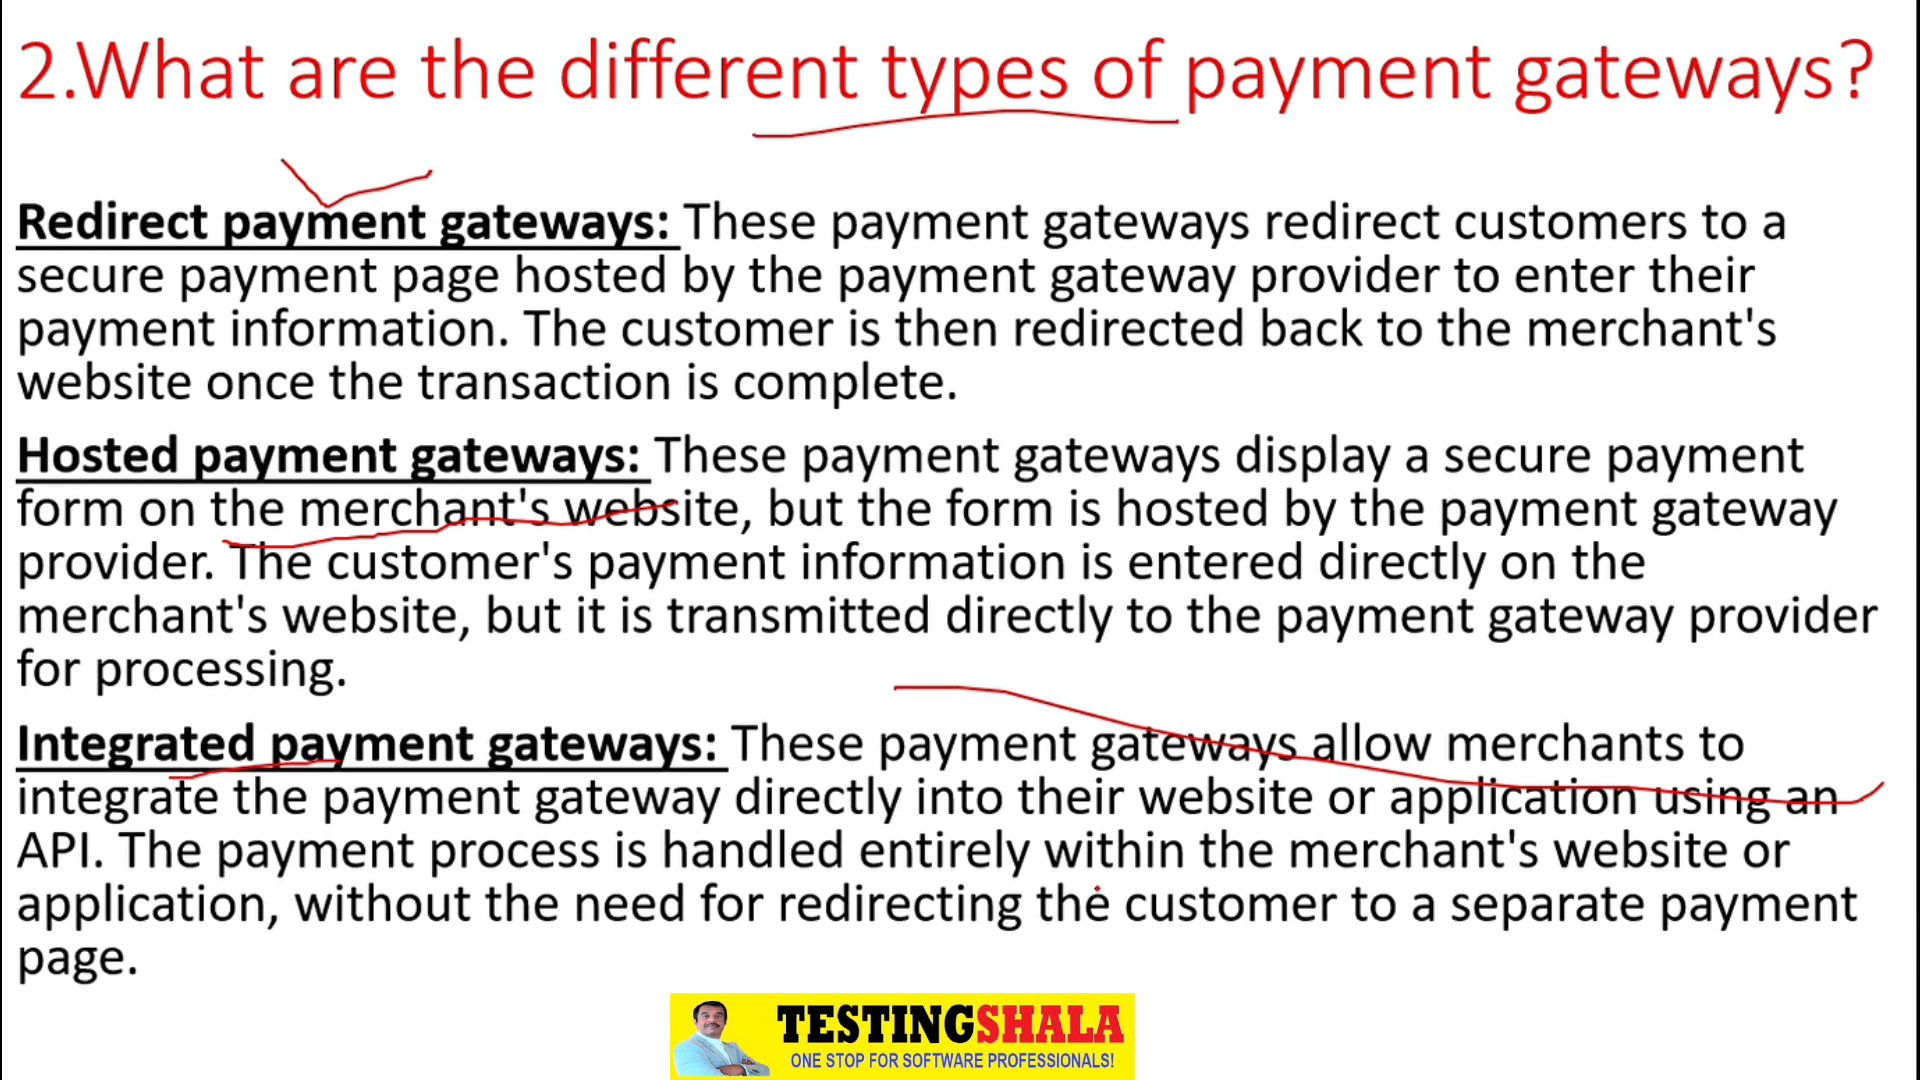 2.What are the different types of payment gateways?
Redirect payment gateways: These payment gateways redirect customers to a
secure payment page hosted by the payment gateway provider to enter their
payment information. The customer is then redirected back to the merchant's
website once the transaction is complete.
Hosted payment gateways: These payment gateways display a secure payment
form on the merchant's website, but the form is hosted by the payment gateway
provider. The customer's payment information is entered directly on the
merchant's website, but it is transmitted directly to the payment gateway provider
for processing.
Integrated payment gateways: These payment gateways allow merchants to
integrate the payment gateway directly into their website or application using an
API. The payment process is handled entirely within the merchant's website or
application, without the need for redirecting the customer to a separate payment
page.
TESTINGSHALA
ONE STOP FOR SOFTWARE PROFESSIONALS!